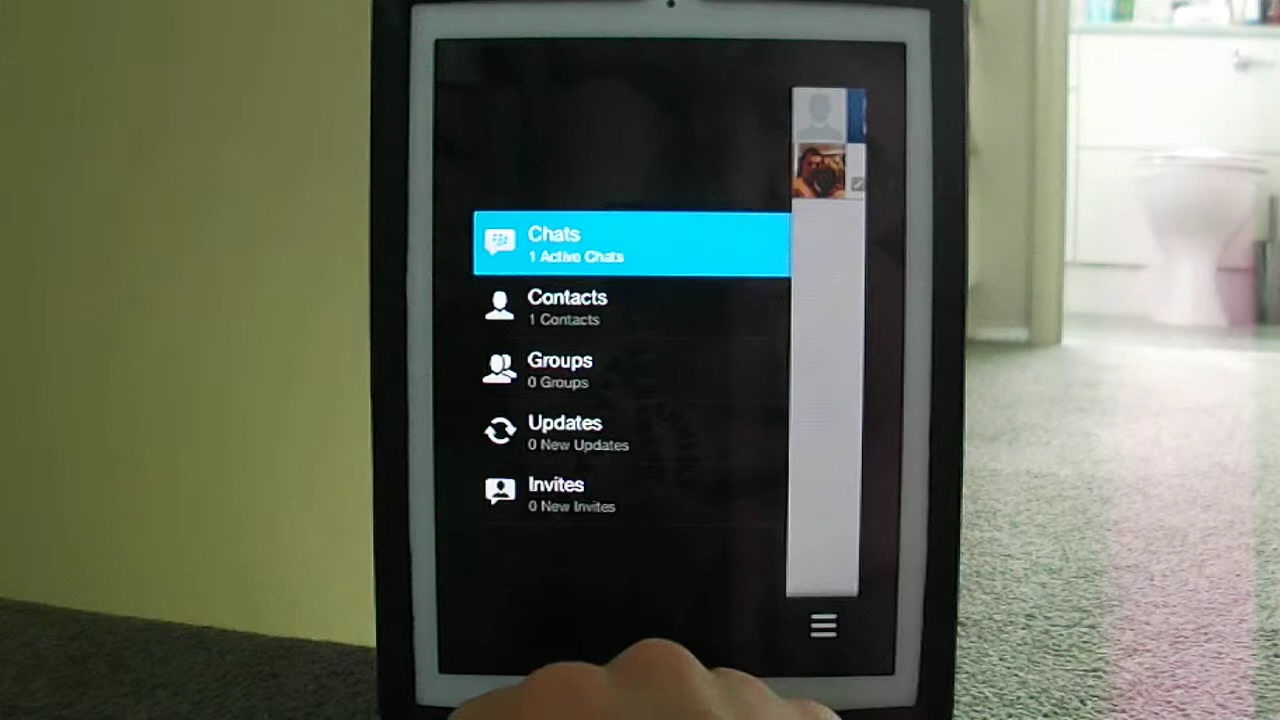 Chats
1 Active Chats
Contacts
1 Contacts
Groups
0 Groups
Updates
0 New Updates
Invites
0 New Invites